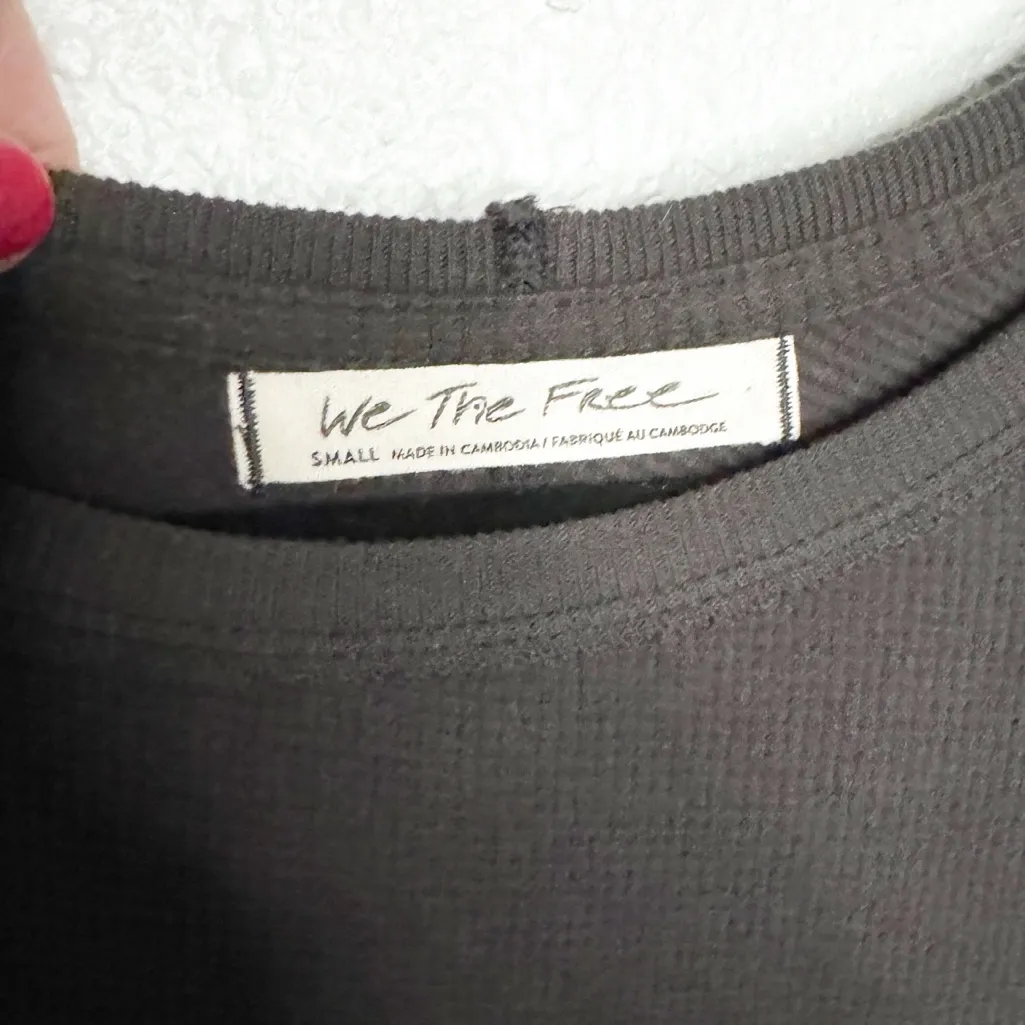 We The Free
SMALL MADE IN CAMBODIA / FABRIQUÉ AU CAMBODGE